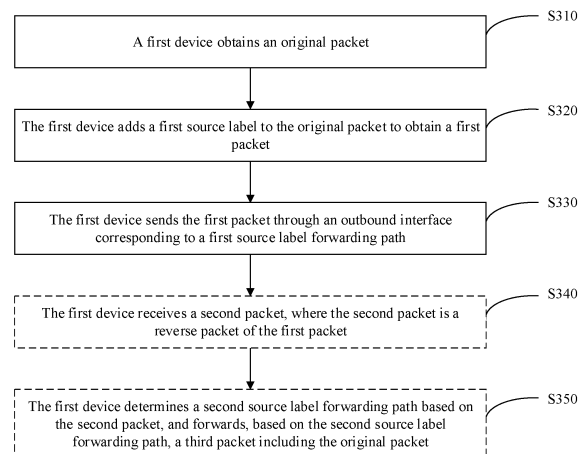 S310
A first device obtains an original packet
S320
The first device adds a first source label to the original packet to obtain a first
packet
S330
The first device sends the first packet through an outbound interface
corresponding to a first source label forwarding path
S340
The first device receives a second packet, where the second packet is a
reverse packet of the first packet
S350
The first device determines a second source label forwarding path based on
the second packet, and forwards, based on the second source label
forwarding path, a third packet including the original packet